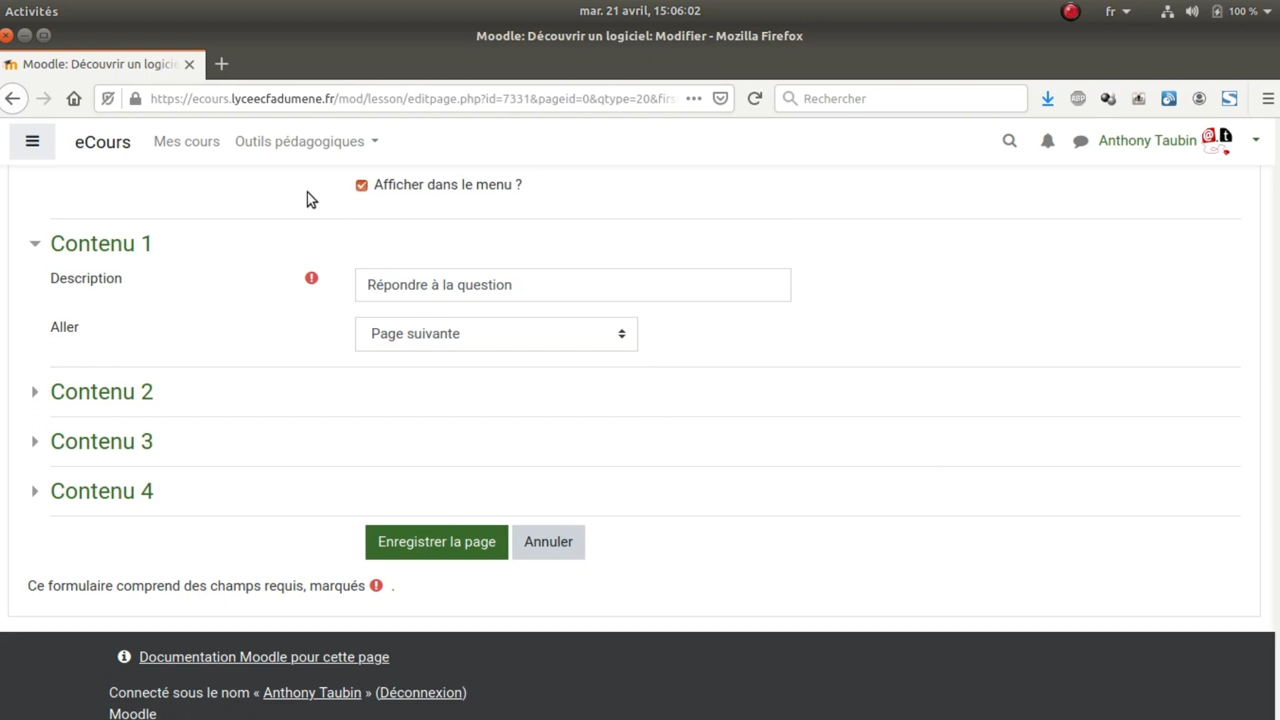 Activités
mar. 21 avril, 15:06:02
fr
100 %
Moodle: Découvrir un logiciel: Modifier - Mozilla Firefox
Moodle: Découvrir un logicie
https://ecours.lyceecfadumene.fr/mod/lesson/editpage.php?id=7331&pageid=0&qtype=20&firs
Rechercher
ABP
S
eCours
Mes cours
Outils pédagogiques
Anthony Taubin
@
t
Afficher dans le menu ?
Contenu 1
Description
Répondre à la question
Aller
Page suivante
Contenu 2
Contenu 3
Contenu 4
Enregistrer la page
Annuler
Ce formulaire comprend des champs requis, marqués .
Documentation Moodle pour cette page
Connecté sous le nom « Anthony Taubin » (Déconnexion)
Moodle